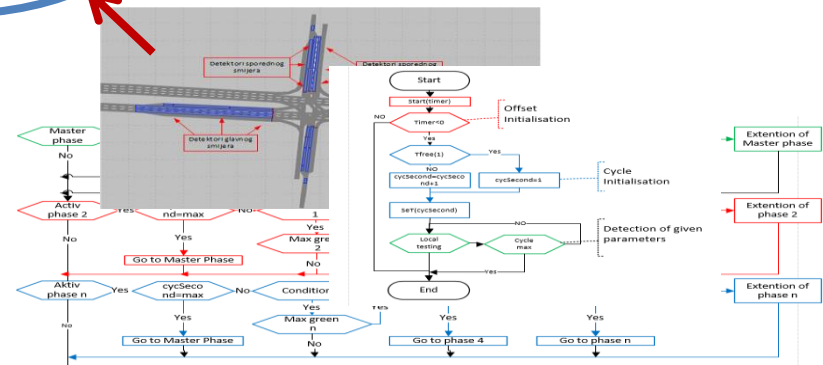 Detektori sporednog
smijera
Detektori sporednog
Detektori glavnog
smijera
Start
Start(timer)
NO
Timer<0
Offset
Initialisation
Yes
Tfree(1)
Yes
NO
cycSecond=cycSeco
nd+1
cycSecond=1
Cycle
Initialisation
SET(cycSecond)
NO
Local
testing
Cycle
max
Detection of given
parameters
Yes
End
Master
phase
No
Extention of
Master phase
Activ
phase 2
Yes
nd=max
No
1
Extention of
phase 2
No
Yes
Yes
Max gre
2
Go to Master Phase
No
Aktiv
phase n
Yes
cycSeco
nd=max
No
Condition
Extention of
phase n
No
Yes
Yes
Max green
n
Yes
Yes
Yes
Yes
Go to Master Phase
No
Go to phase 4
Go to phase n